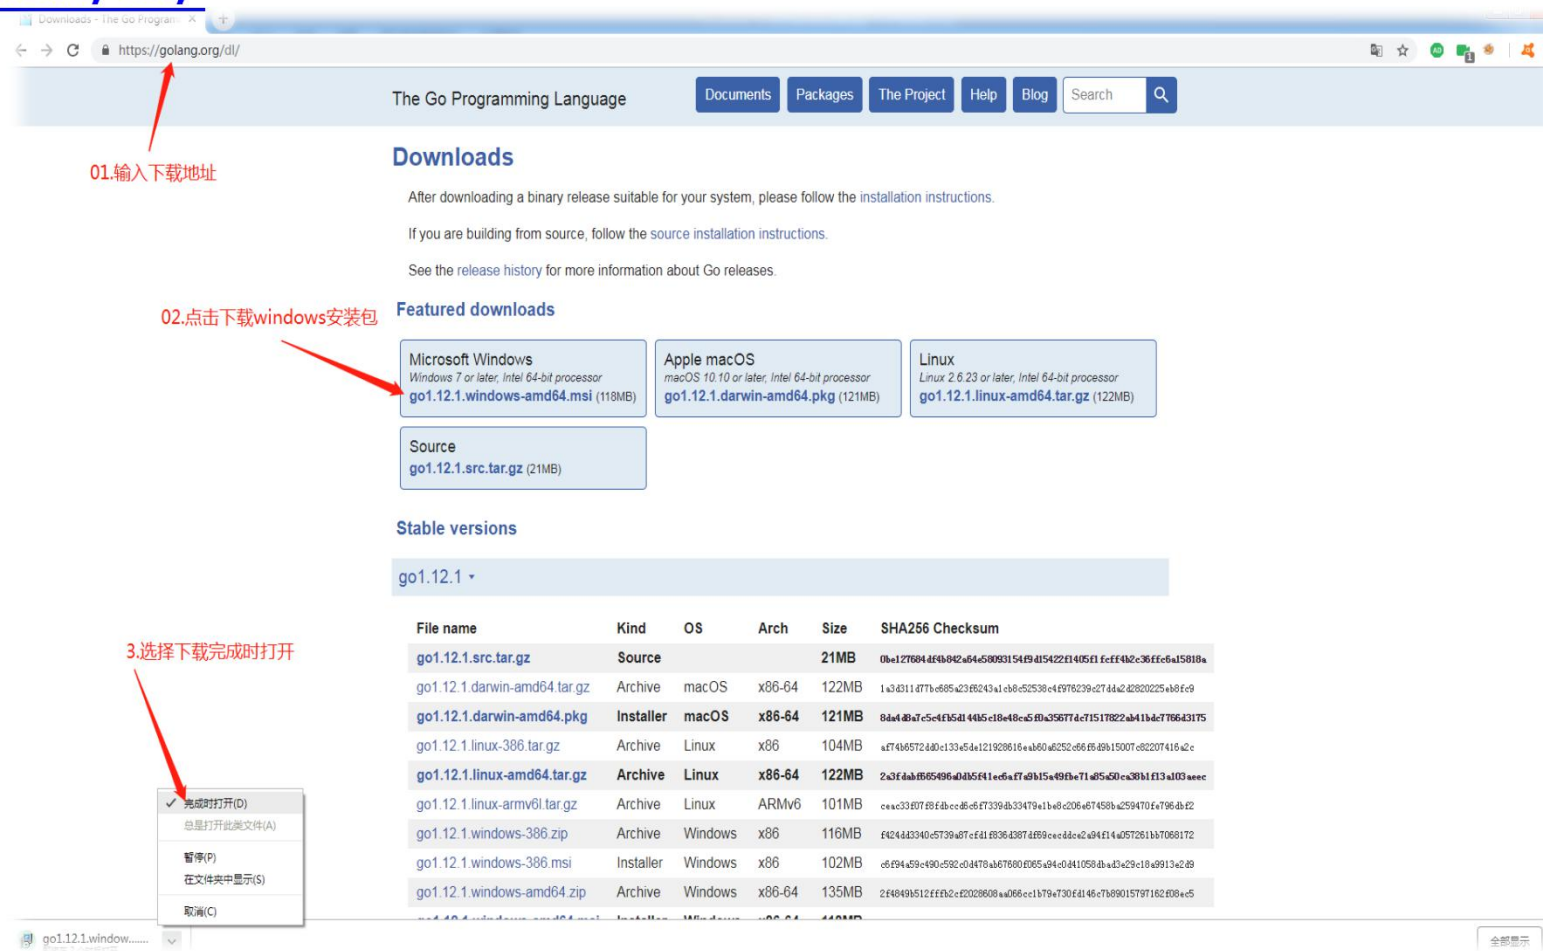 Downloads - The Go Program
https://golang.org/dl/
The Go Programming Language
Documents
Packages
The Project
Help
Blog
Search
01.输入下载地址
Downloads
After downloading a binary release suitable for your system, please follow the installation instructions.
If you are building from source, follow the source installation instructions.
See the release history for more information about Go releases.
02.点击下载windows安装包
Featured downloads
Microsoft Windows
Windows 7 or later, Intel 64-bit processor
go1.12.1.windows-amd64.msi (118MB)
Apple macOS
macOS 10.10 or later, Intel 64-bit processor
go1.12.1.darwin-amd64.pkg (121MB)
Linux
Linux 2.6.23 or later, Intel 64-bit processor
go1.12.1.linux-amd64.tar.gz (122MB)
Source
go1.12.1.src.tar.gz (21MB)
Stable versions
go1.12.1
File name Kind OS Arch Size SHA256 Checksum
3.选择下载完成时打开
go1.12.1.src.tar.gz Source 21MB
go1.12.1.darwin-amd64.tar.gz Archive macOS x86-64 122MB
go1.12.1.darwin-amd64.pkg Installer macOS x86-64 121MB
go1.12.1.linux-386.tar.gz Archive Linux x86 104MB
go1.12.1.linux-amd64.tar.gz Archive Linux x86-64 122MB
go1.12.1.linux-armv6l.tar.gz Archive Linux ARMv6 101MB
go1.12.1.windows-386.zip Archive Windows x86 116MB
go1.12.1.windows-386.msi Installer Windows x86 102MB
go1.12.1.windows-amd64.zip Archive Windows x86-64 135MB
完成时打开(D)
总是打开此类文件(A)
暂停(P)
在文件夹中显示(S)
取消(C)
go1.12.1.window.......
全部显示